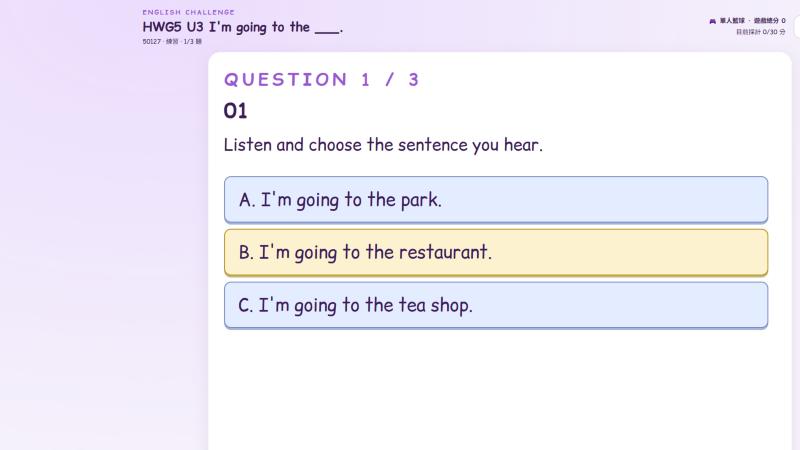 ENGLISH CHALLENGE
HWG5 U3 I'm going to the ___.
50127 · 練習 · 1/3 題
單人籃球 · 遊戲總分 0
目前採計 0/30 分
QUESTION 1 / 3
01
Listen and choose the sentence you hear.
A. I'm going to the park.
B. I'm going to the restaurant.
C. I'm going to the tea shop.